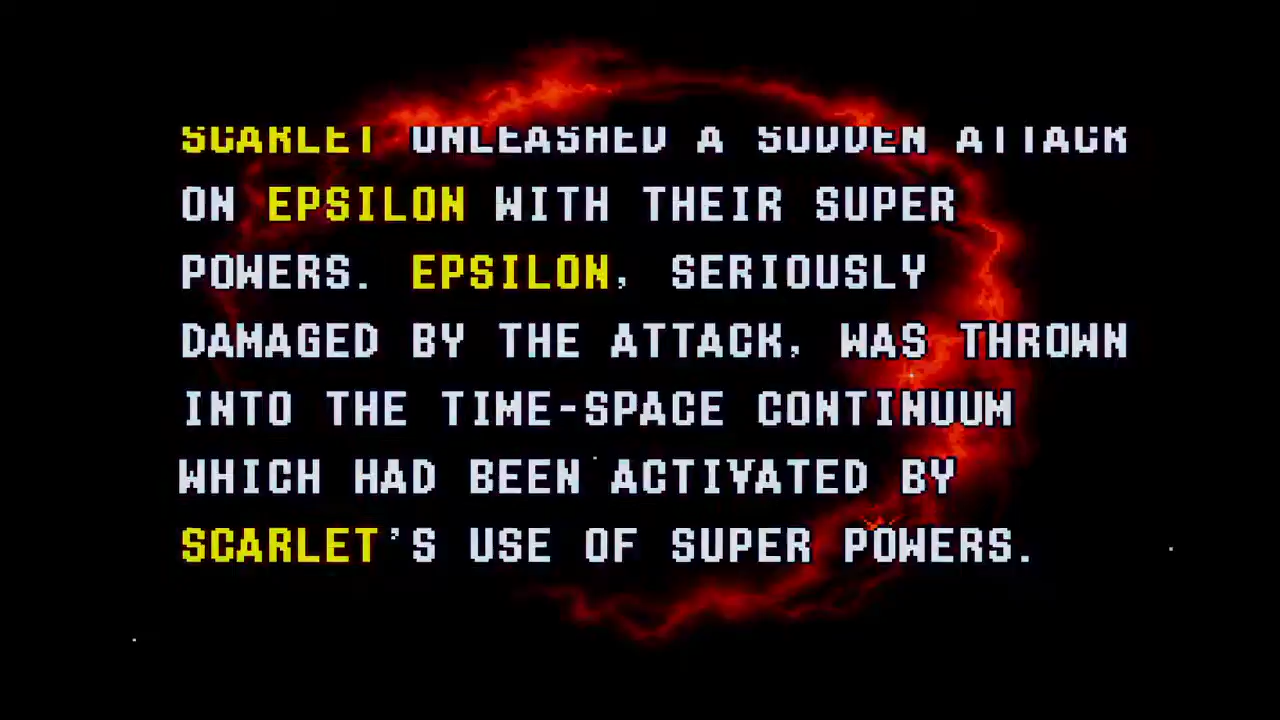 SCARLET UNLEASHED A SUDDEN ATTACK
ON EPSILON WITH THEIR SUPER
POWERS. EPSILON, SERIOUSLY
DAMAGED BY THE ATTACK, WAS THROWN
INTO THE TIME-SPACE CONTINUUM
WHICH HAD BEEN ACTIVATED BY
SCARLET'S USE OF SUPER POWERS.